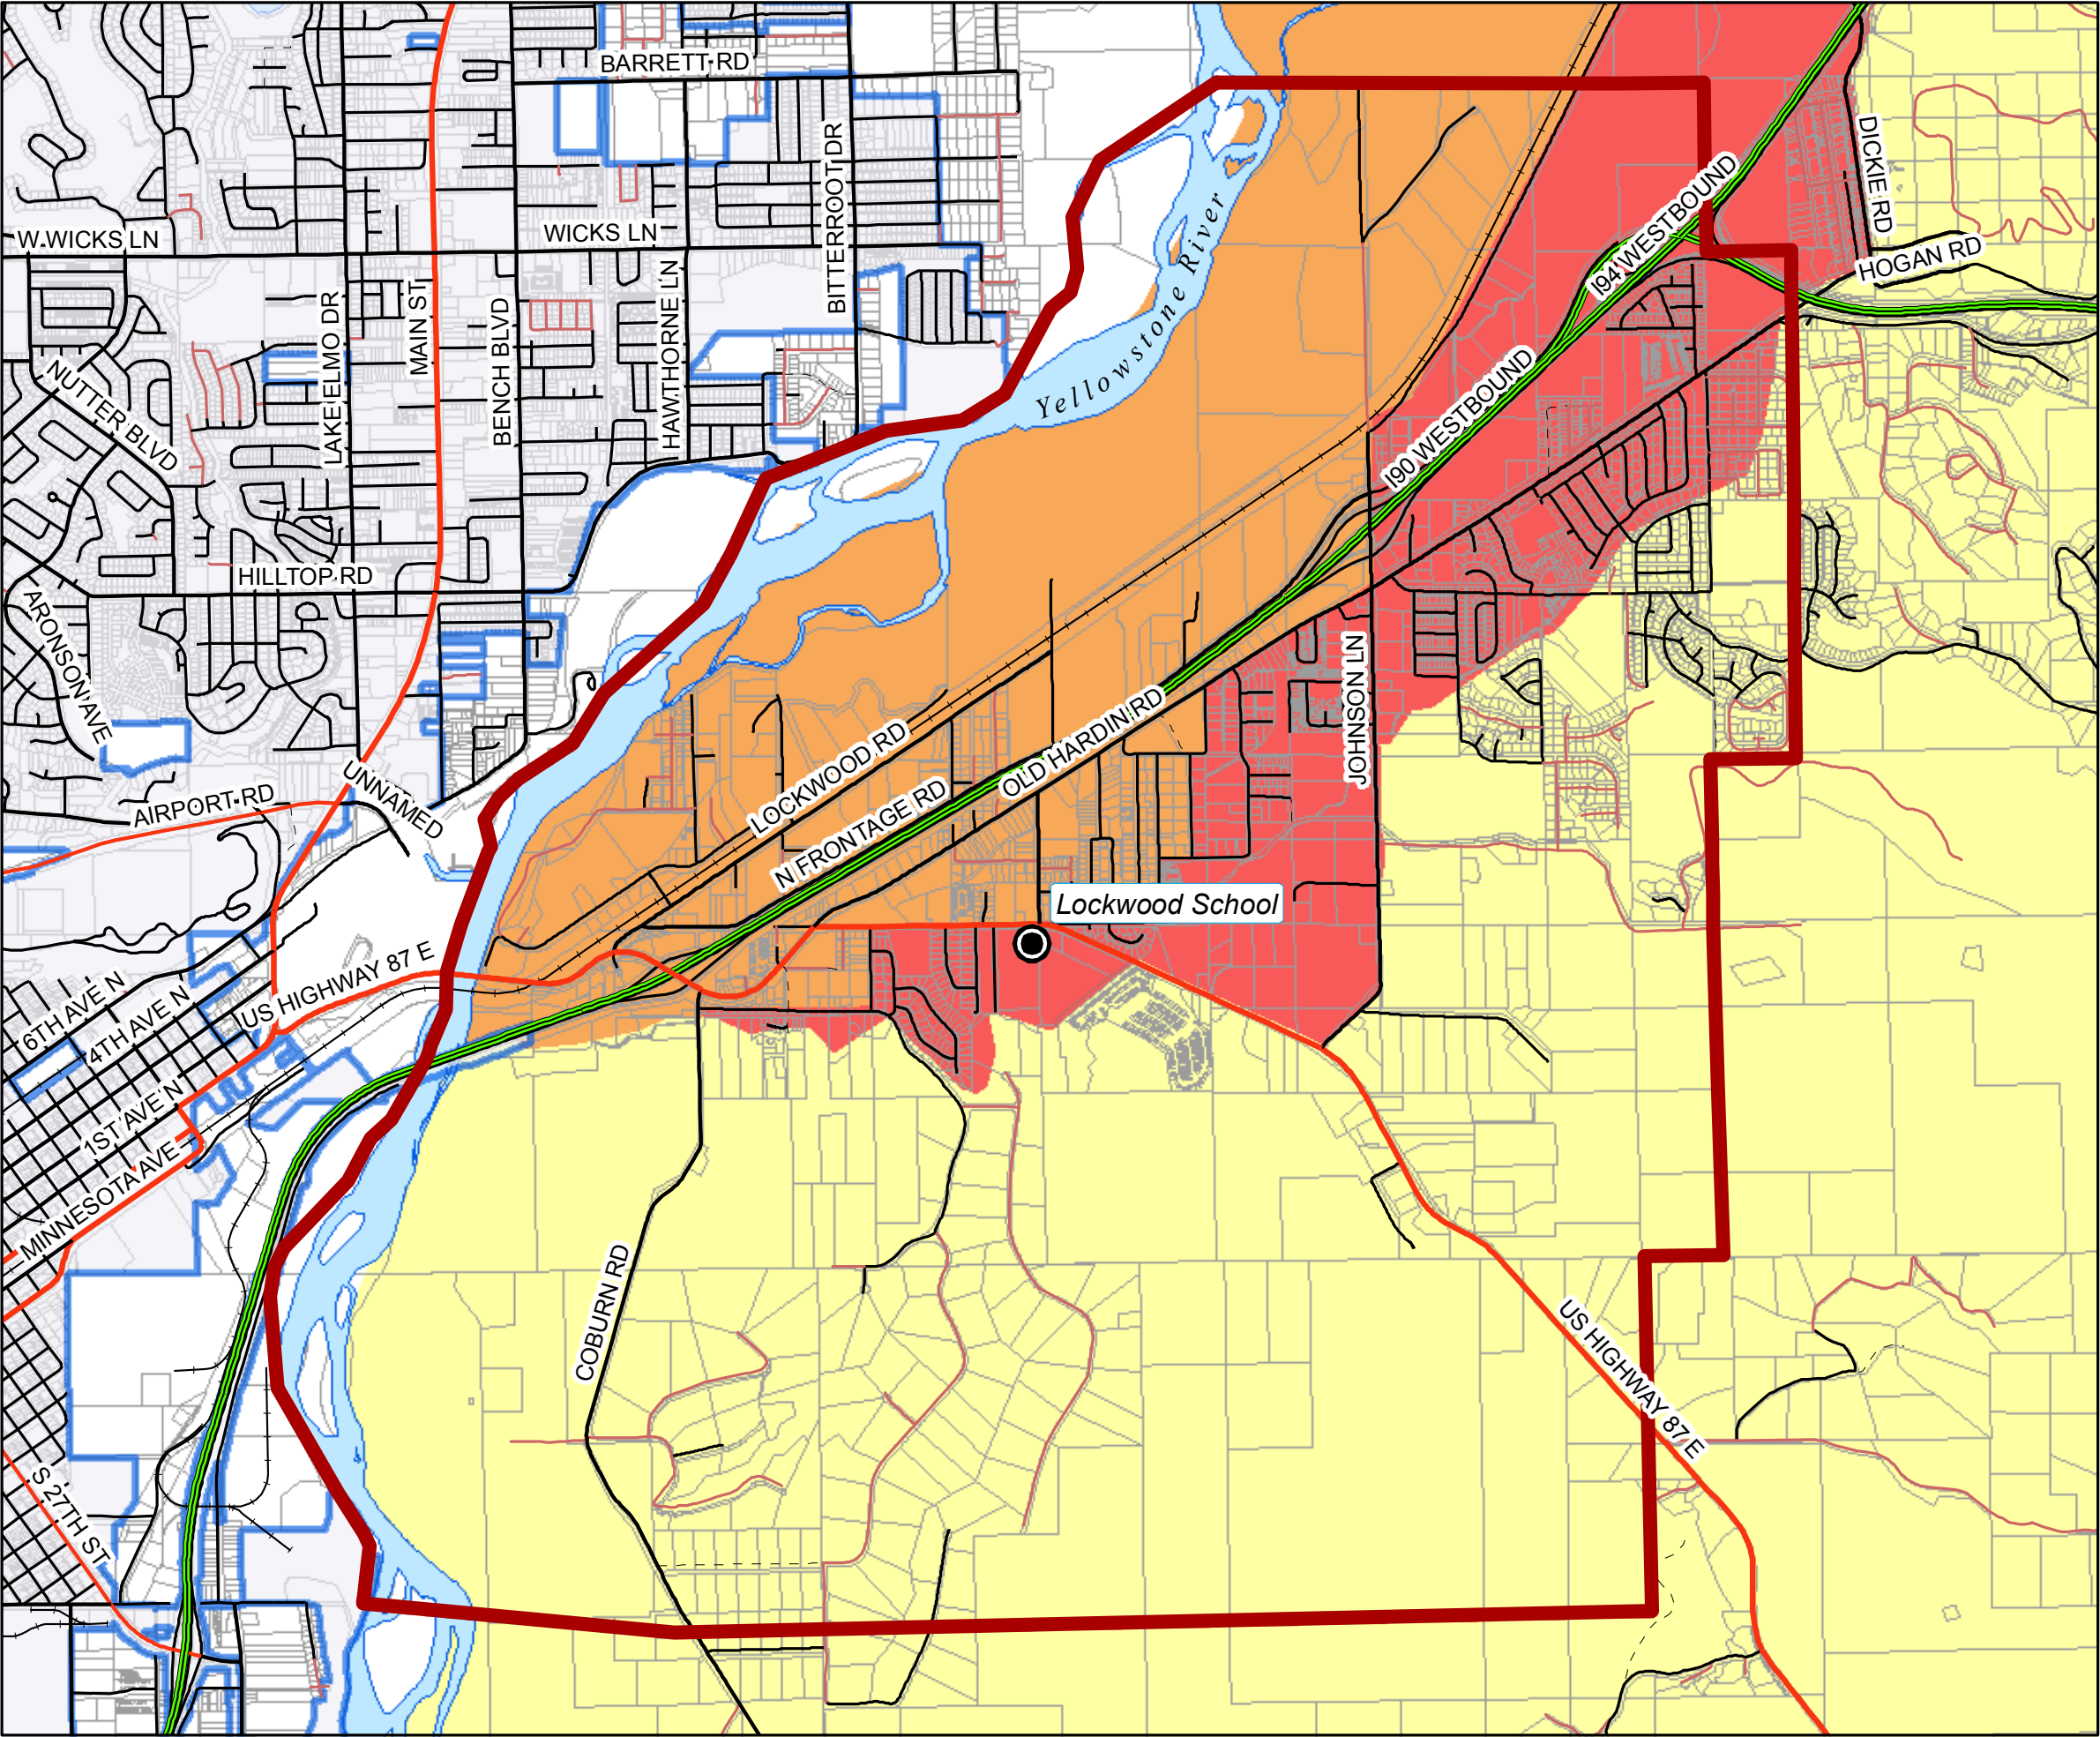 BARRETT RD
DICKIE RD
BITTERROOT DR
W WICKS LN
WICKS LN
Yellowstone River
I94 WESTBOUND
HOGAN RD
LAKE ELMO DR
MAIN ST
BENCH BLVD
HAWTHORNE LN
NUTTER BLVD
I90 WESTBOUND
HILLTOP RD
ARONSON AVE
JOHNSON LN
LOCKWOOD RD
OLD HARDIN RD
N FRONTAGE RD
UNNAMED
AIRPORT RD
Lockwood School
US HIGHWAY 87 E
6TH AVE N
4TH AVE N
1ST AVE N
MINNESOTA AVE
COBURN RD
US HIGHWAY 87 E
S 27TH ST